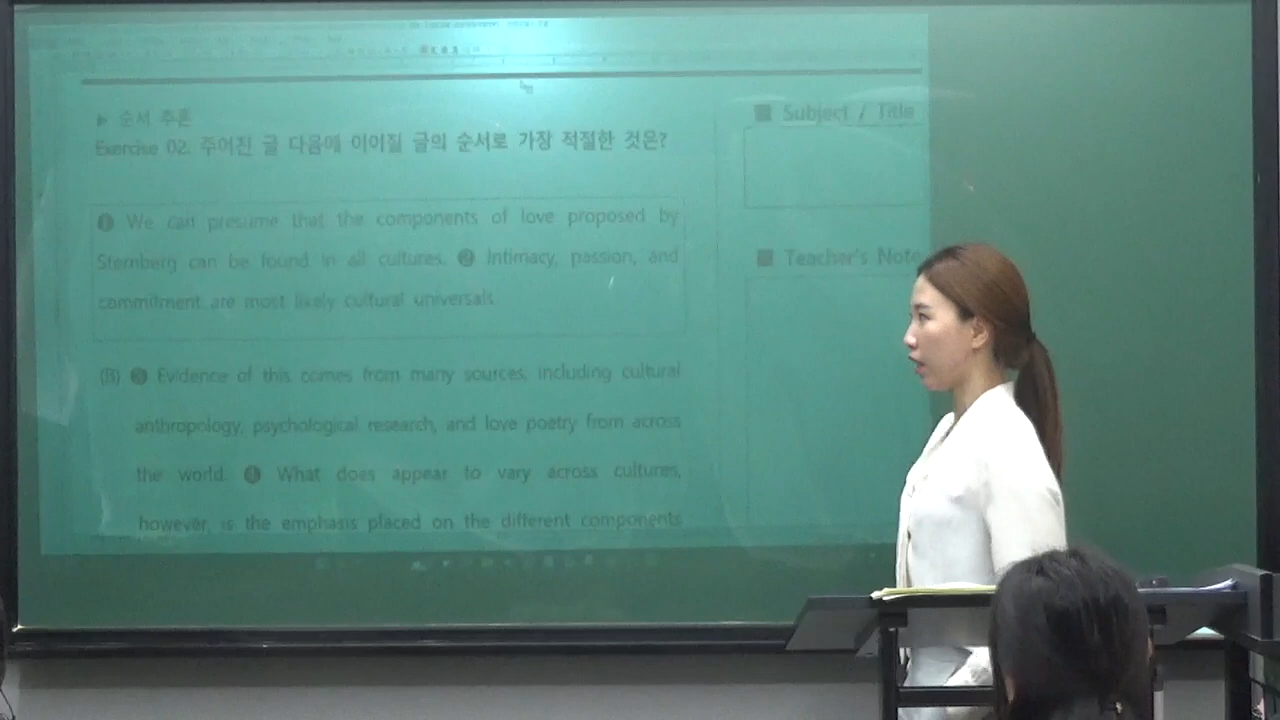 ▶ 순서 추론
Exercise 02. 주어진 글 다음에 이어질 글의 순서로 가장 적절한 것은?
❶ We can presume that the components of love proposed by
Sternberg can be found in all cultures. ❷ Intimacy, passion, and
commitment are most likely cultural universals.
(B) ❸ Evidence of this comes from many sources, including cultural
anthropology, psychological research, and love poetry from across
the world. ❹ What does appear to vary across cultures,
however, is the emphasis placed on the different components
■ Subject / Title
■ Teacher's Note